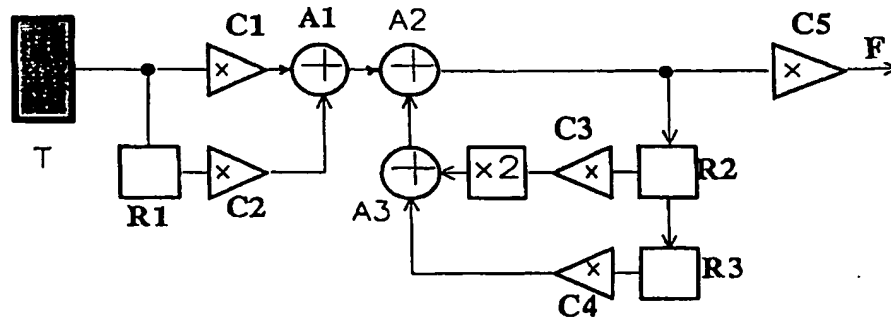 C1 A1 A2 C5
F
× + + ×
T
C3
R1 × C2 + A3 ×2 × R2
× C4 R3